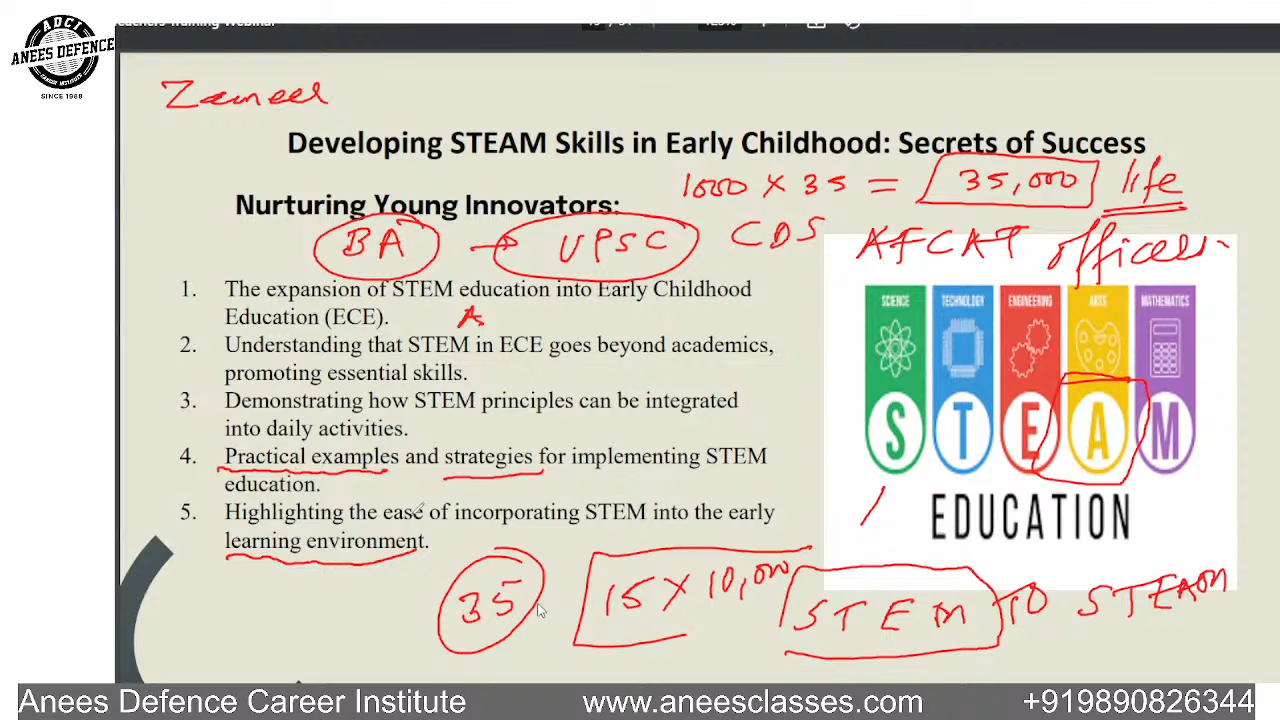 ADCI
ANEES DEFENCE
CAREER INSTITUTE
SINCE 1988
Zameer
Developing STEAM Skills in Early Childhood: Secrets of Success
1000 × 35 = 35,000 life
Nurturing Young Innovators:
BA → UPSC CDS AFCAT officers
1. The expansion of STEM education into Early Childhood
Education (ECE).
A
2. Understanding that STEM in ECE goes beyond academics,
promoting essential skills.
3. Demonstrating how STEM principles can be integrated
into daily activities.
4. Practical examples and strategies for implementing STEM
education.
5. Highlighting the ease of incorporating STEM into the early
learning environment.
SCIENCE TECHNOLOGY ENGINEERING ARTS MATHEMATICS
S T E A M
EDUCATION
35 15 × 10,000 STEM TO STEAM
Anees Defence Career Institute www.aneesclasses.com +919890826344